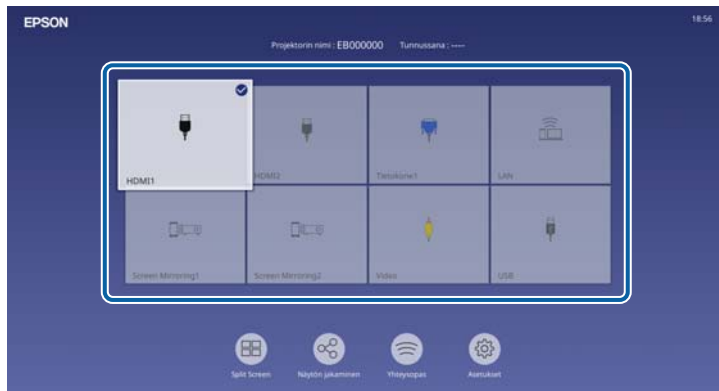 EPSON
18:56
Projektorin nimi : EB000000 Tunnussana : ----
HDMI1
HDMI2
Tietokone1
LAN
Screen Mirroring1
Screen Mirroring2
Video
USB
Split Screen
Näytön jakaminen
Yhteysopas
Asetukset